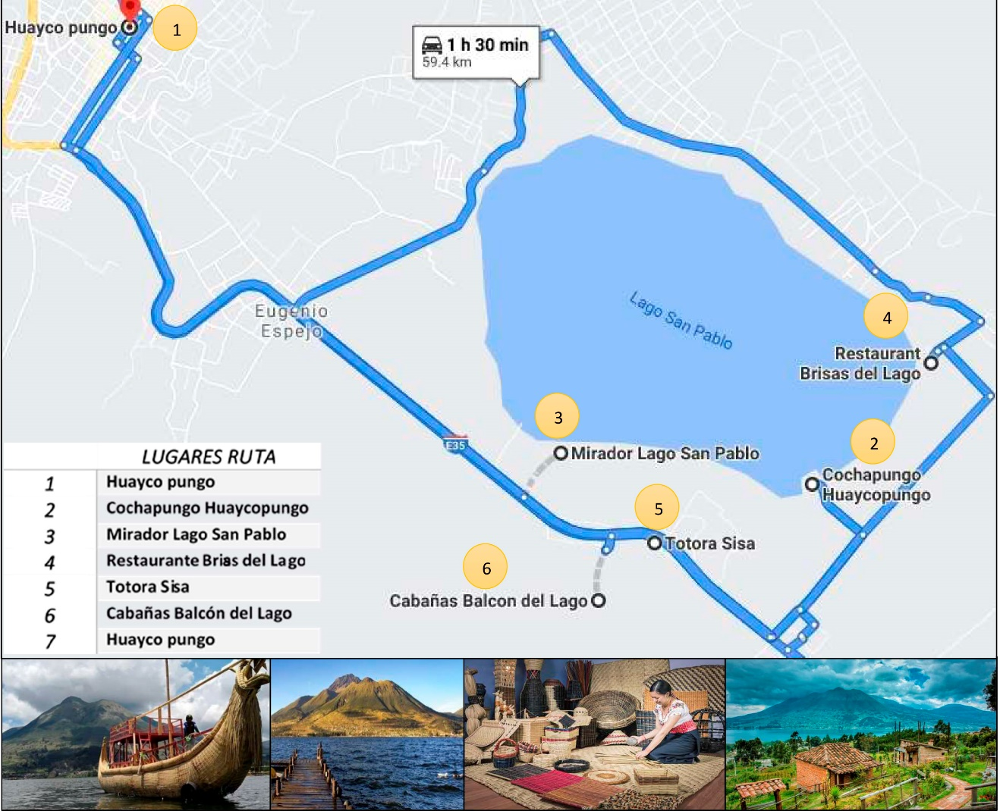 Huayco pungo
1
1 h 30 min
59.4 km
Lago San Pablo
Eugenio
Espejo
4
Restaurant
Brisas del Lago
3
Mirador Lago San Pablo
2
Cochapungo
Huaycopungo
E35
5
Totora Sisa
6
Cabañas Balcon del Lago
LUGARES RUTA
1 Huayco pungo
2 Cochapungo Huaycopungo
3 Mirador Lago San Pablo
4 Restaurante Brias del Lago
5 Totora Sisa
6 Cabañas Balcón del Lago
7 Huayco pungo